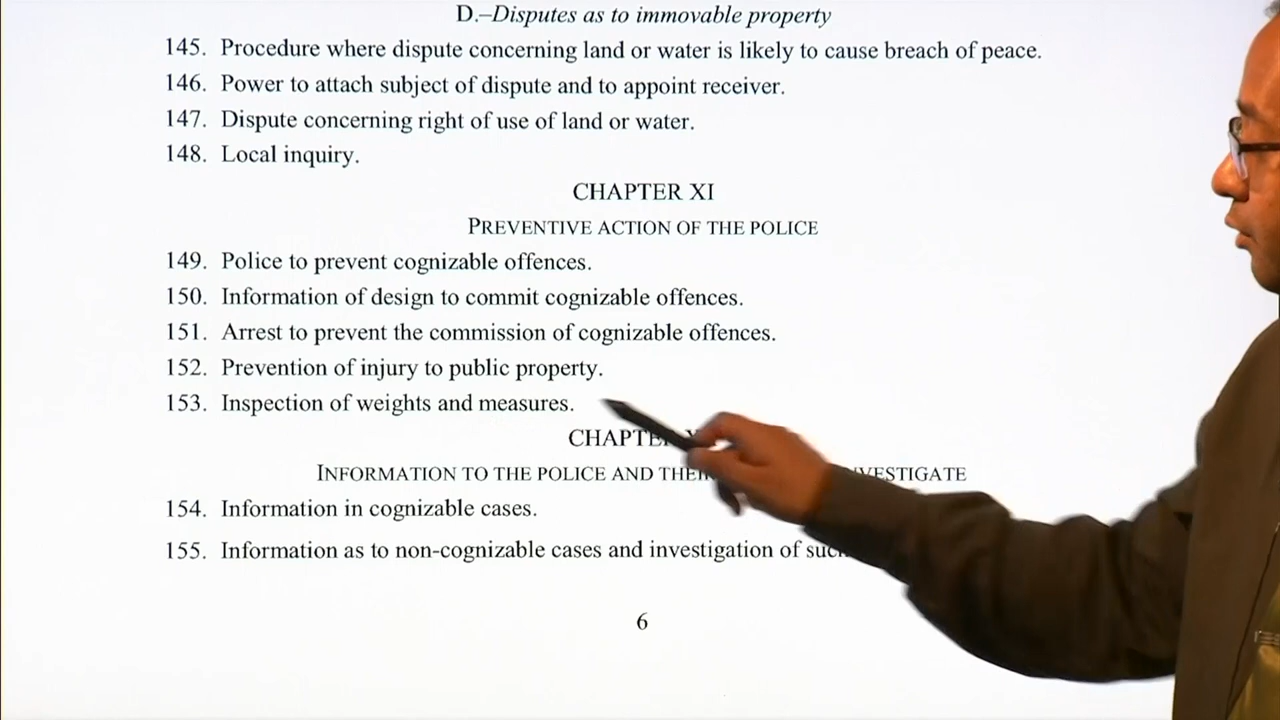 D.–Disputes as to immovable property
145. Procedure where dispute concerning land or water is likely to cause breach of peace.
146. Power to attach subject of dispute and to appoint receiver.
147. Dispute concerning right of use of land or water.
148. Local inquiry.
CHAPTER XI
PREVENTIVE ACTION OF THE POLICE
149. Police to prevent cognizable offences.
150. Information of design to commit cognizable offences.
151. Arrest to prevent the commission of cognizable offences.
152. Prevention of injury to public property.
153. Inspection of weights and measures.
CHAPTER
INFORMATION TO THE POLICE AND
154. Information in cognizable cases.
155. Information as to non-cognizable cases and investigation of
6